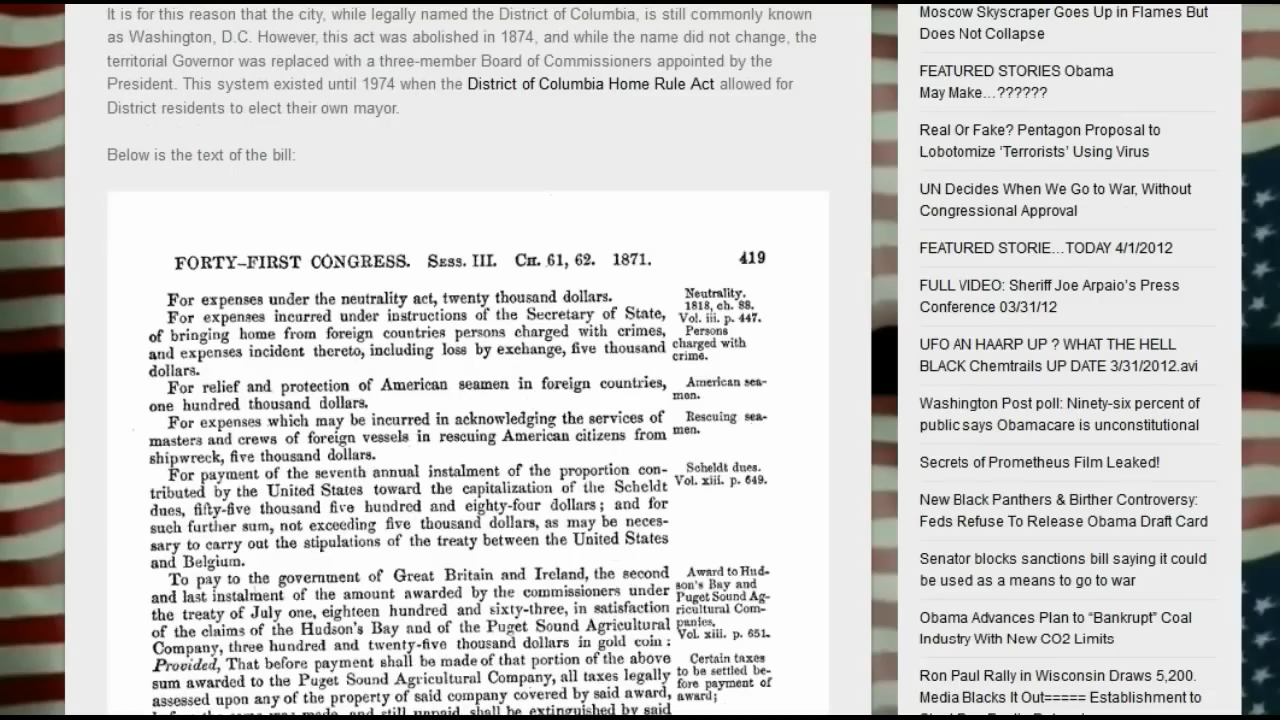 It is for this reason that the city, while legally named the District of Columbia, is still commonly known
as Washington, D.C. However, this act was abolished in 1874, and while the name did not change, the
territorial Governor was replaced with a three-member Board of Commissioners appointed by the
President. This system existed until 1974 when the District of Columbia Home Rule Act allowed for
District residents to elect their own mayor.
Below is the text of the bill:
FORTY-FIRST CONGRESS. Sess. III. Ch. 61, 62. 1871. 419
For expenses under the neutrality act, twenty thousand dollars.
For expenses incurred under instructions of the Secretary of State,
of bringing home from foreign countries persons charged with crimes,
and expenses incident thereto, including loss by exchange, five thousand
dollars.
For relief and protection of American seamen in foreign countries,
one hundred thousand dollars.
For expenses which may be incurred in acknowledging the services of
masters and crews of foreign vessels in rescuing American citizens from
shipwreck, five thousand dollars.
For payment of the seventh annual instalment of the proportion con-
tributed by the United States toward the capitalization of the Scheldt
dues, fifty-five thousand five hundred and eighty-four dollars; and for
such further sum, not exceeding five thousand dollars, as may be neces-
sary to carry out the stipulations of the treaty between the United States
and Belgium.
To pay to the government of Great Britain and Ireland, the second
and last instalment of the amount awarded by the commissioners under
the treaty of July one, eighteen hundred and sixty-three, in satisfaction
of the claims of the Hudson's Bay and of the Puget Sound Agricultural
Company, three hundred and twenty-five thousand dollars in gold coin:
Provided, That before payment shall be made of that portion of the above
sum awarded to the Puget Sound Agricultural Company, all taxes legally
assessed upon any of the property of said company covered by said award,
before the same was made, and still unpaid, shall be extinguished by said
Neutrality.
1818, ch. 88.
Vol. iii. p. 447.
Persons
charged with
crime.
American sea-
men.
Rescuing sea-
men.
Scheldt dues.
Vol. xiii. p. 649.
Award to Hud-
son's Bay and
Puget Sound Ag-
ricultural Com-
panies.
Vol. xiii. p. 651.
Certain taxes
to be settled be-
fore payment of
award;
Moscow Skyscraper Goes Up in Flames But
Does Not Collapse
FEATURED STORIES Obama
May Make…??????
Real Or Fake? Pentagon Proposal to
Lobotomize ‘Terrorists’ Using Virus
UN Decides When We Go to War, Without
Congressional Approval
FEATURED STORIE…TODAY 4/1/2012
FULL VIDEO: Sheriff Joe Arpaio's Press
Conference 03/31/12
UFO AN HAARP UP ? WHAT THE HELL
BLACK Chemtrails UP DATE 3/31/2012.avi
Washington Post poll: Ninety-six percent of
public says Obamacare is unconstitutional
Secrets of Prometheus Film Leaked!
New Black Panthers & Birther Controversy:
Feds Refuse To Release Obama Draft Card
Senator blocks sanctions bill saying it could
be used as a means to go to war
Obama Advances Plan to “Bankrupt” Coal
Industry With New CO2 Limits
Ron Paul Rally in Wisconsin Draws 5,200.
Media Blacks It Out===== Establishment to